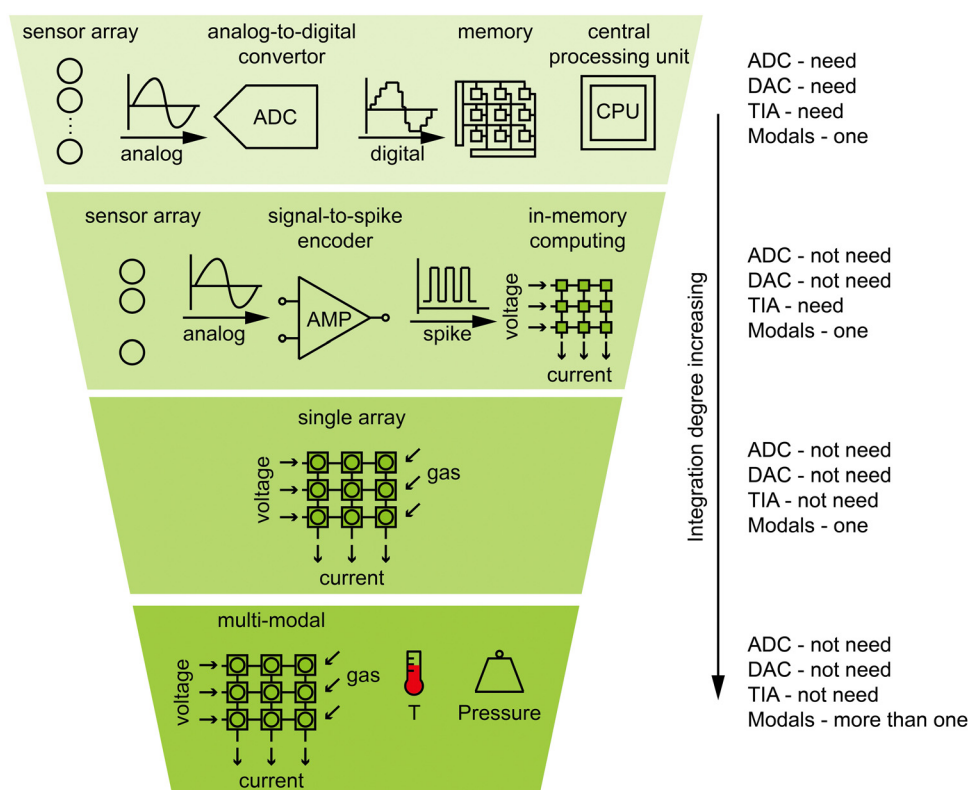 sensor array
analog-to-digital
convertor
memory
central
processing unit
ADC
CPU
analog
digital
ADC - need
DAC - need
TIA - need
Modals - one
sensor array
signal-to-spike
encoder
in-memory
computing
AMP
analog
spike
voltage
current
ADC - not need
DAC - not need
TIA - need
Modals - one
single array
voltage
gas
current
ADC - not need
DAC - not need
TIA - not need
Modals - one
multi-modal
voltage
gas
T
Pressure
current
ADC - not need
DAC - not need
TIA - not need
Modals - more than one
Integration degree increasing